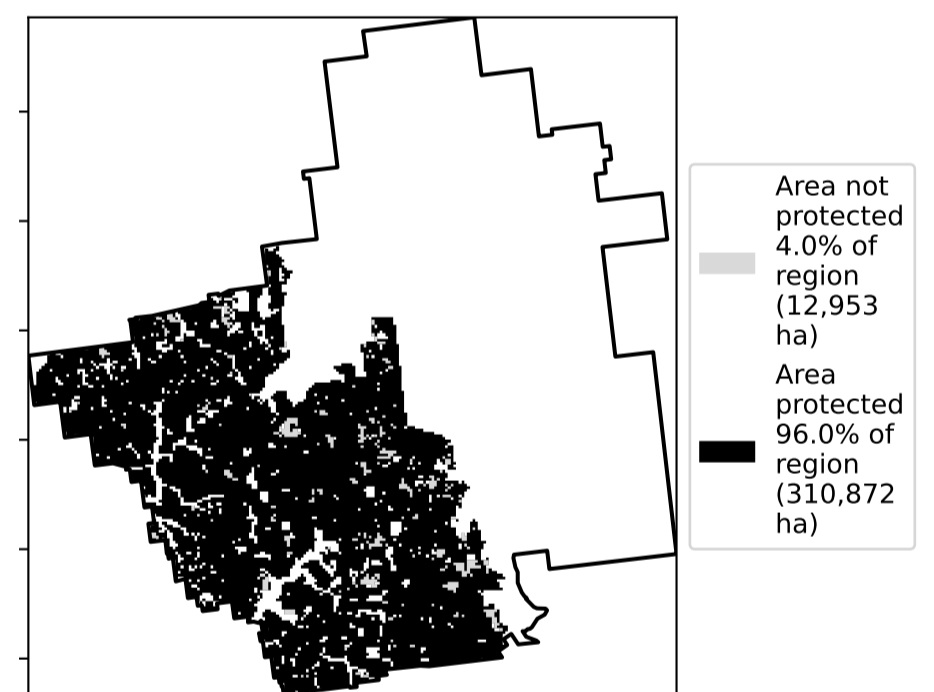 Area not
protected
4.0% of
region
(12,953
ha)
Area
protected
96.0% of
region
(310,872
ha)